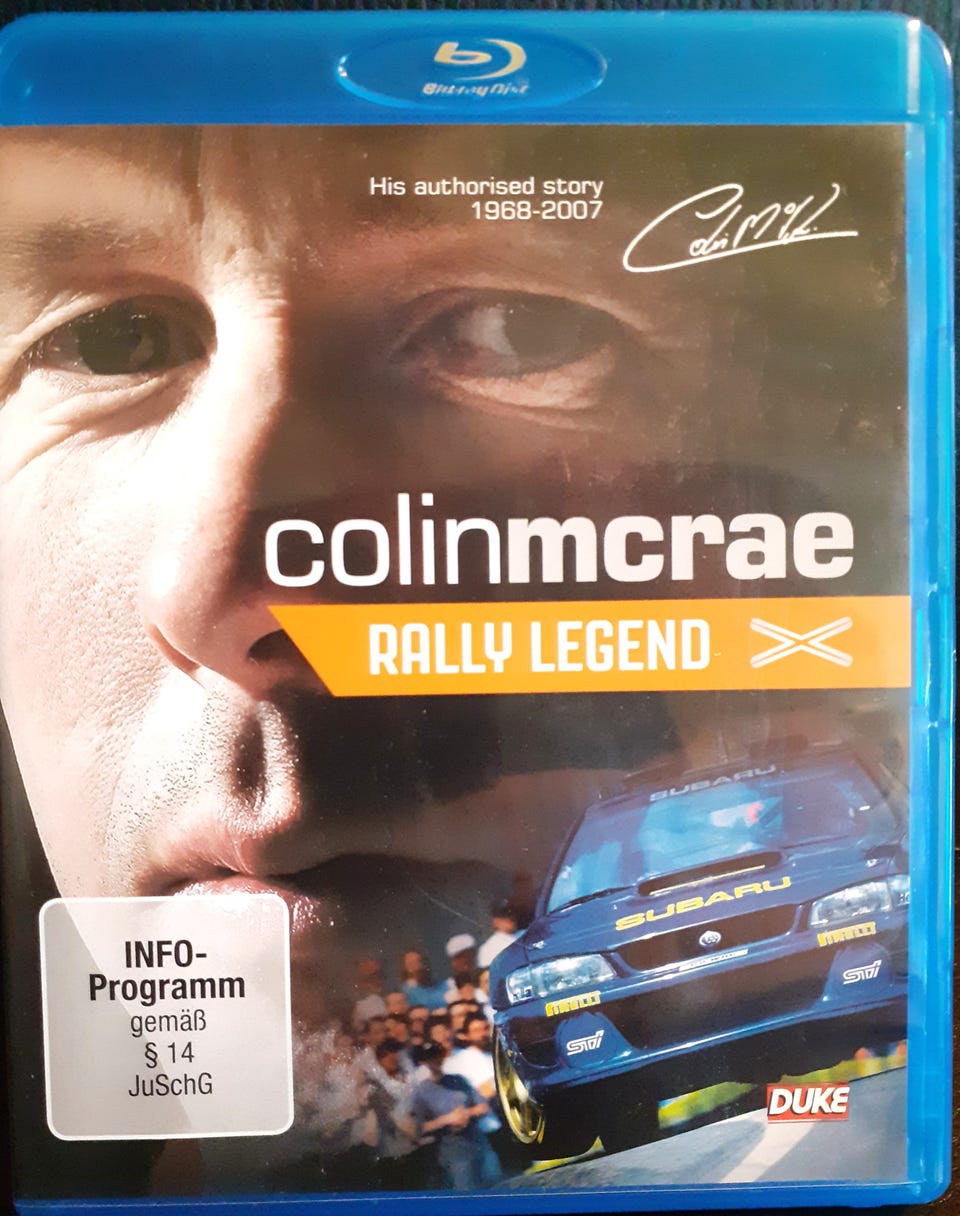 Blu-ray Disc
His authorised story
1968-2007
colinmcrae
RALLY LEGEND
SUBARU
SUBARU
PIRELLI
PIRELLI
STi
STi
INFO-
Programm
gemäß
§ 14
JuSchG
DUKE